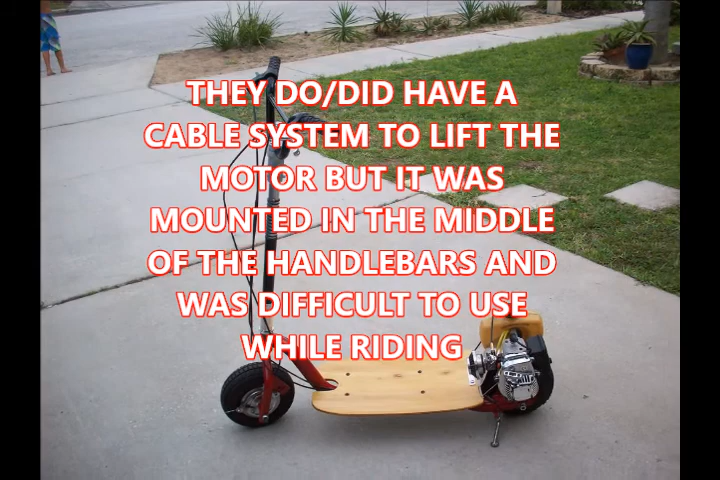 THEY DO/DID HAVE A
CABLE SYSTEM TO LIFT THE
MOTOR BUT IT WAS
MOUNTED IN THE MIDDLE
OF THE HANDLEBARS AND
WAS DIFFICULT TO USE
WHILE RIDING